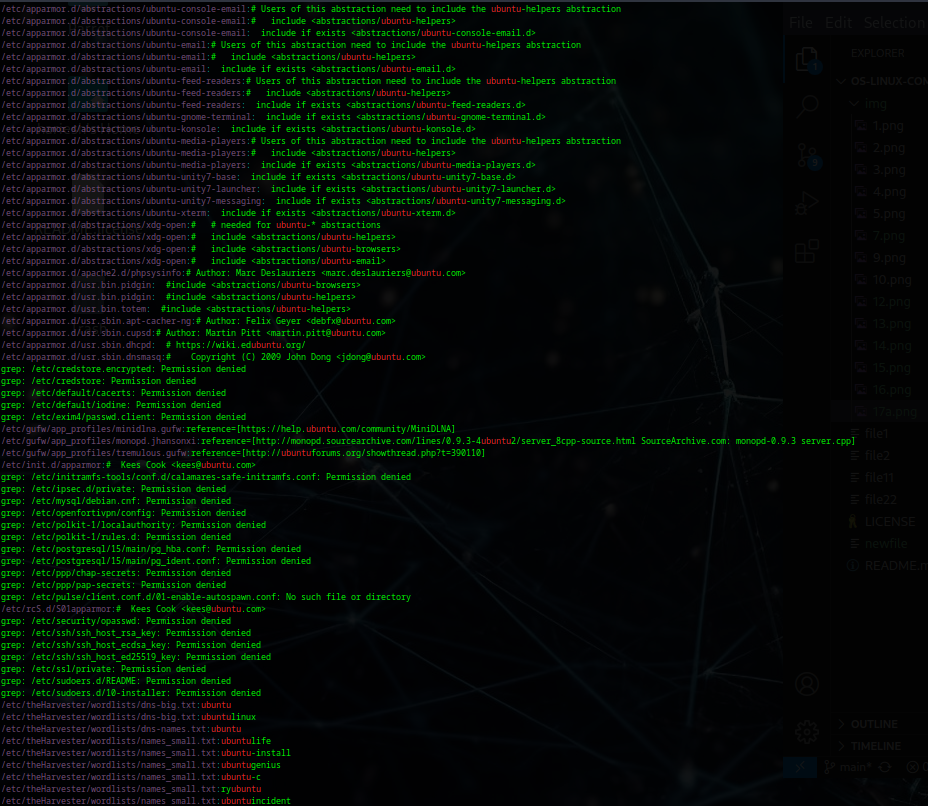 /etc/apparmor.d/abstractions/ubuntu-console-email:# Users of this abstraction need to include the ubuntu-helpers abstraction
/etc/apparmor.d/abstractions/ubuntu-console-email:#   include <abstractions/ubuntu-helpers>
/etc/apparmor.d/abstractions/ubuntu-console-email:  include if exists <abstractions/ubuntu-console-email.d>
/etc/apparmor.d/abstractions/ubuntu-email:# Users of this abstraction need to include the ubuntu-helpers abstraction
/etc/apparmor.d/abstractions/ubuntu-email:#   include <abstractions/ubuntu-helpers>
/etc/apparmor.d/abstractions/ubuntu-email:  include if exists <abstractions/ubuntu-email.d>
/etc/apparmor.d/abstractions/ubuntu-feed-readers:# Users of this abstraction need to include the ubuntu-helpers abstraction
/etc/apparmor.d/abstractions/ubuntu-feed-readers:#   include <abstractions/ubuntu-helpers>
/etc/apparmor.d/abstractions/ubuntu-feed-readers:  include if exists <abstractions/ubuntu-feed-readers.d>
/etc/apparmor.d/abstractions/ubuntu-gnome-terminal:  include if exists <abstractions/ubuntu-gnome-terminal.d>
/etc/apparmor.d/abstractions/ubuntu-konsole:  include if exists <abstractions/ubuntu-konsole.d>
/etc/apparmor.d/abstractions/ubuntu-media-players:# Users of this abstraction need to include the ubuntu-helpers abstraction
/etc/apparmor.d/abstractions/ubuntu-media-players:#   include <abstractions/ubuntu-helpers>
/etc/apparmor.d/abstractions/ubuntu-media-players:  include if exists <abstractions/ubuntu-media-players.d>
/etc/apparmor.d/abstractions/ubuntu-unity7-base:  include if exists <abstractions/ubuntu-unity7-base.d>
/etc/apparmor.d/abstractions/ubuntu-unity7-launcher:  include if exists <abstractions/ubuntu-unity7-launcher.d>
/etc/apparmor.d/abstractions/ubuntu-unity7-messaging:  include if exists <abstractions/ubuntu-unity7-messaging.d>
/etc/apparmor.d/abstractions/ubuntu-xterm:  include if exists <abstractions/ubuntu-xterm.d>
/etc/apparmor.d/abstractions/xdg-open:#   # needed for ubuntu-* abstractions
/etc/apparmor.d/abstractions/xdg-open:#   include <abstractions/ubuntu-helpers>
/etc/apparmor.d/abstractions/xdg-open:#   include <abstractions/ubuntu-browsers>
/etc/apparmor.d/abstractions/xdg-open:#   include <abstractions/ubuntu-email>
/etc/apparmor.d/apache2.d/phpsysinfo:# Author: Marc Deslauriers <marc.deslauriers@ubuntu.com>
/etc/apparmor.d/usr.bin.pidgin:  #include <abstractions/ubuntu-browsers>
/etc/apparmor.d/usr.bin.pidgin:  #include <abstractions/ubuntu-helpers>
/etc/apparmor.d/usr.bin.totem:  #include <abstractions/ubuntu-helpers>
/etc/apparmor.d/usr.sbin.apt-cacher-ng:# Author: Felix Geyer <debfx@ubuntu.com>
/etc/apparmor.d/usr.sbin.cupsd:# Author: Martin Pitt <martin.pitt@ubuntu.com>
/etc/apparmor.d/usr.sbin.dhcpd:  # https://wiki.edubuntu.org/
/etc/apparmor.d/usr.sbin.dnsmasq:#    Copyright (C) 2009 John Dong <jdong@ubuntu.com>
grep: /etc/credstore.encrypted: Permission denied
grep: /etc/credstore: Permission denied
grep: /etc/default/cacerts: Permission denied
grep: /etc/default/iodine: Permission denied
grep: /etc/exim4/passwd.client: Permission denied
/etc/gufw/app_profiles/minidlna.gufw:reference=[https://help.ubuntu.com/community/MiniDLNA]
/etc/gufw/app_profiles/monopd.jhansonxi:reference=[http://monopd.sourcearchive.com/lines/0.9.3-4ubuntu2/server_8cpp-source.html SourceArchive.com: monopd-0.9.3 server.cpp]
/etc/gufw/app_profiles/tremulous.gufw:reference=[http://ubuntuforums.org/showthread.php?t=390110]
/etc/init.d/apparmor:#  Kees Cook <kees@ubuntu.com>
grep: /etc/initramfs-tools/conf.d/calamares-safe-initramfs.conf: Permission denied
grep: /etc/ipsec.d/private: Permission denied
grep: /etc/mysql/debian.cnf: Permission denied
grep: /etc/openfortivpn/config: Permission denied
grep: /etc/polkit-1/localauthority: Permission denied
grep: /etc/polkit-1/rules.d: Permission denied
grep: /etc/postgresql/15/main/pg_hba.conf: Permission denied
grep: /etc/postgresql/15/main/pg_ident.conf: Permission denied
grep: /etc/ppp/chap-secrets: Permission denied
grep: /etc/ppp/pap-secrets: Permission denied
grep: /etc/pulse/client.conf.d/01-enable-autospawn.conf: No such file or directory
/etc/rcS.d/S01apparmor:#  Kees Cook <kees@ubuntu.com>
grep: /etc/security/opasswd: Permission denied
grep: /etc/ssh/ssh_host_rsa_key: Permission denied
grep: /etc/ssh/ssh_host_ecdsa_key: Permission denied
grep: /etc/ssh/ssh_host_ed25519_key: Permission denied
grep: /etc/ssl/private: Permission denied
grep: /etc/sudoers.d/README: Permission denied
grep: /etc/sudoers.d/10-installer: Permission denied
/etc/theHarvester/wordlists/dns-big.txt:ubuntu
/etc/theHarvester/wordlists/dns-big.txt:ubuntulinux
/etc/theHarvester/wordlists/dns-names.txt:ubuntu
/etc/theHarvester/wordlists/names_small.txt:ubuntulife
/etc/theHarvester/wordlists/names_small.txt:ubuntu-install
/etc/theHarvester/wordlists/names_small.txt:ubuntugenius
/etc/theHarvester/wordlists/names_small.txt:ubuntu-c
/etc/theHarvester/wordlists/names_small.txt:ryubuntu
/etc/theHarvester/wordlists/names_small.txt:ubuntuincident
File Edit Selection
EXPLORER
OS-LINUX-COM
img
1.png
2.png
3.png
4.png
5.png
7.png
9.png
10.png
12.png
13.png
14.png
15.png
16.png
17a.png
file1
file2
file11
file22
LICENSE
newfile
README.m
OUTLINE
TIMELINE
main*